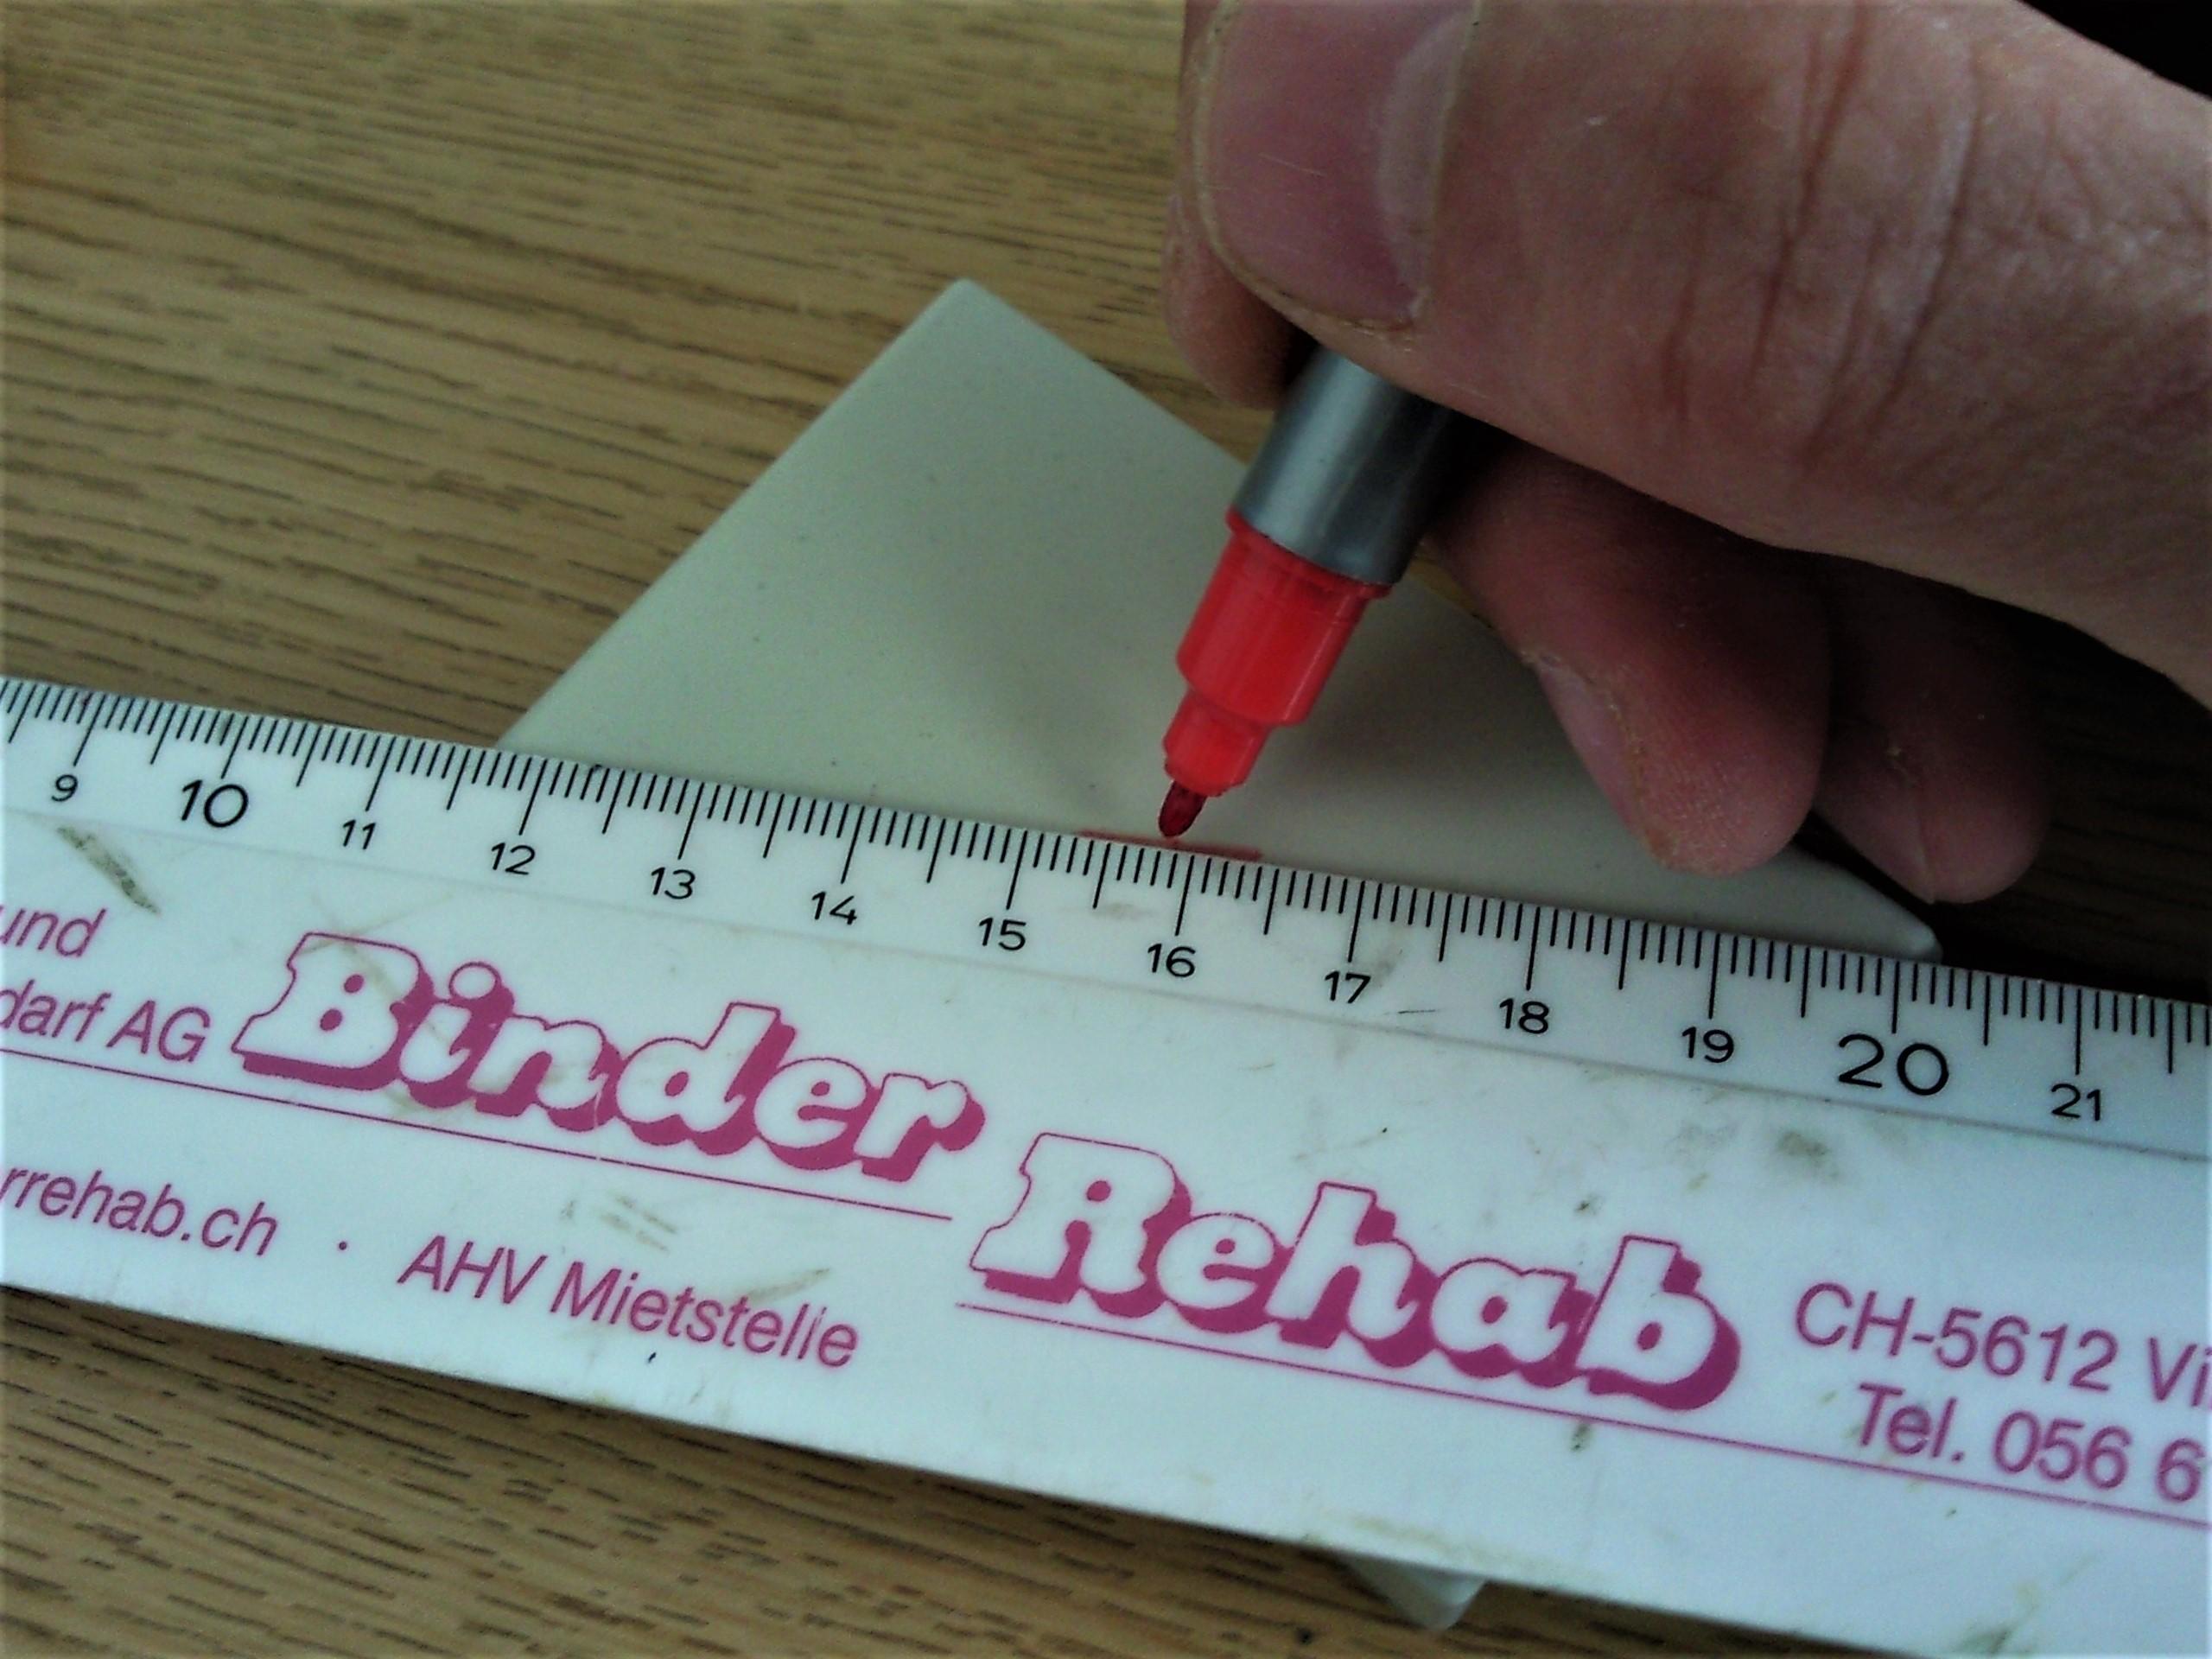 9 10 11 12 13 14 15 16 17 18 19 20 21
und
darf AG Binder Rehab CH-5612
Tel. 056 6
rrehab.ch · AHV Mietstelle